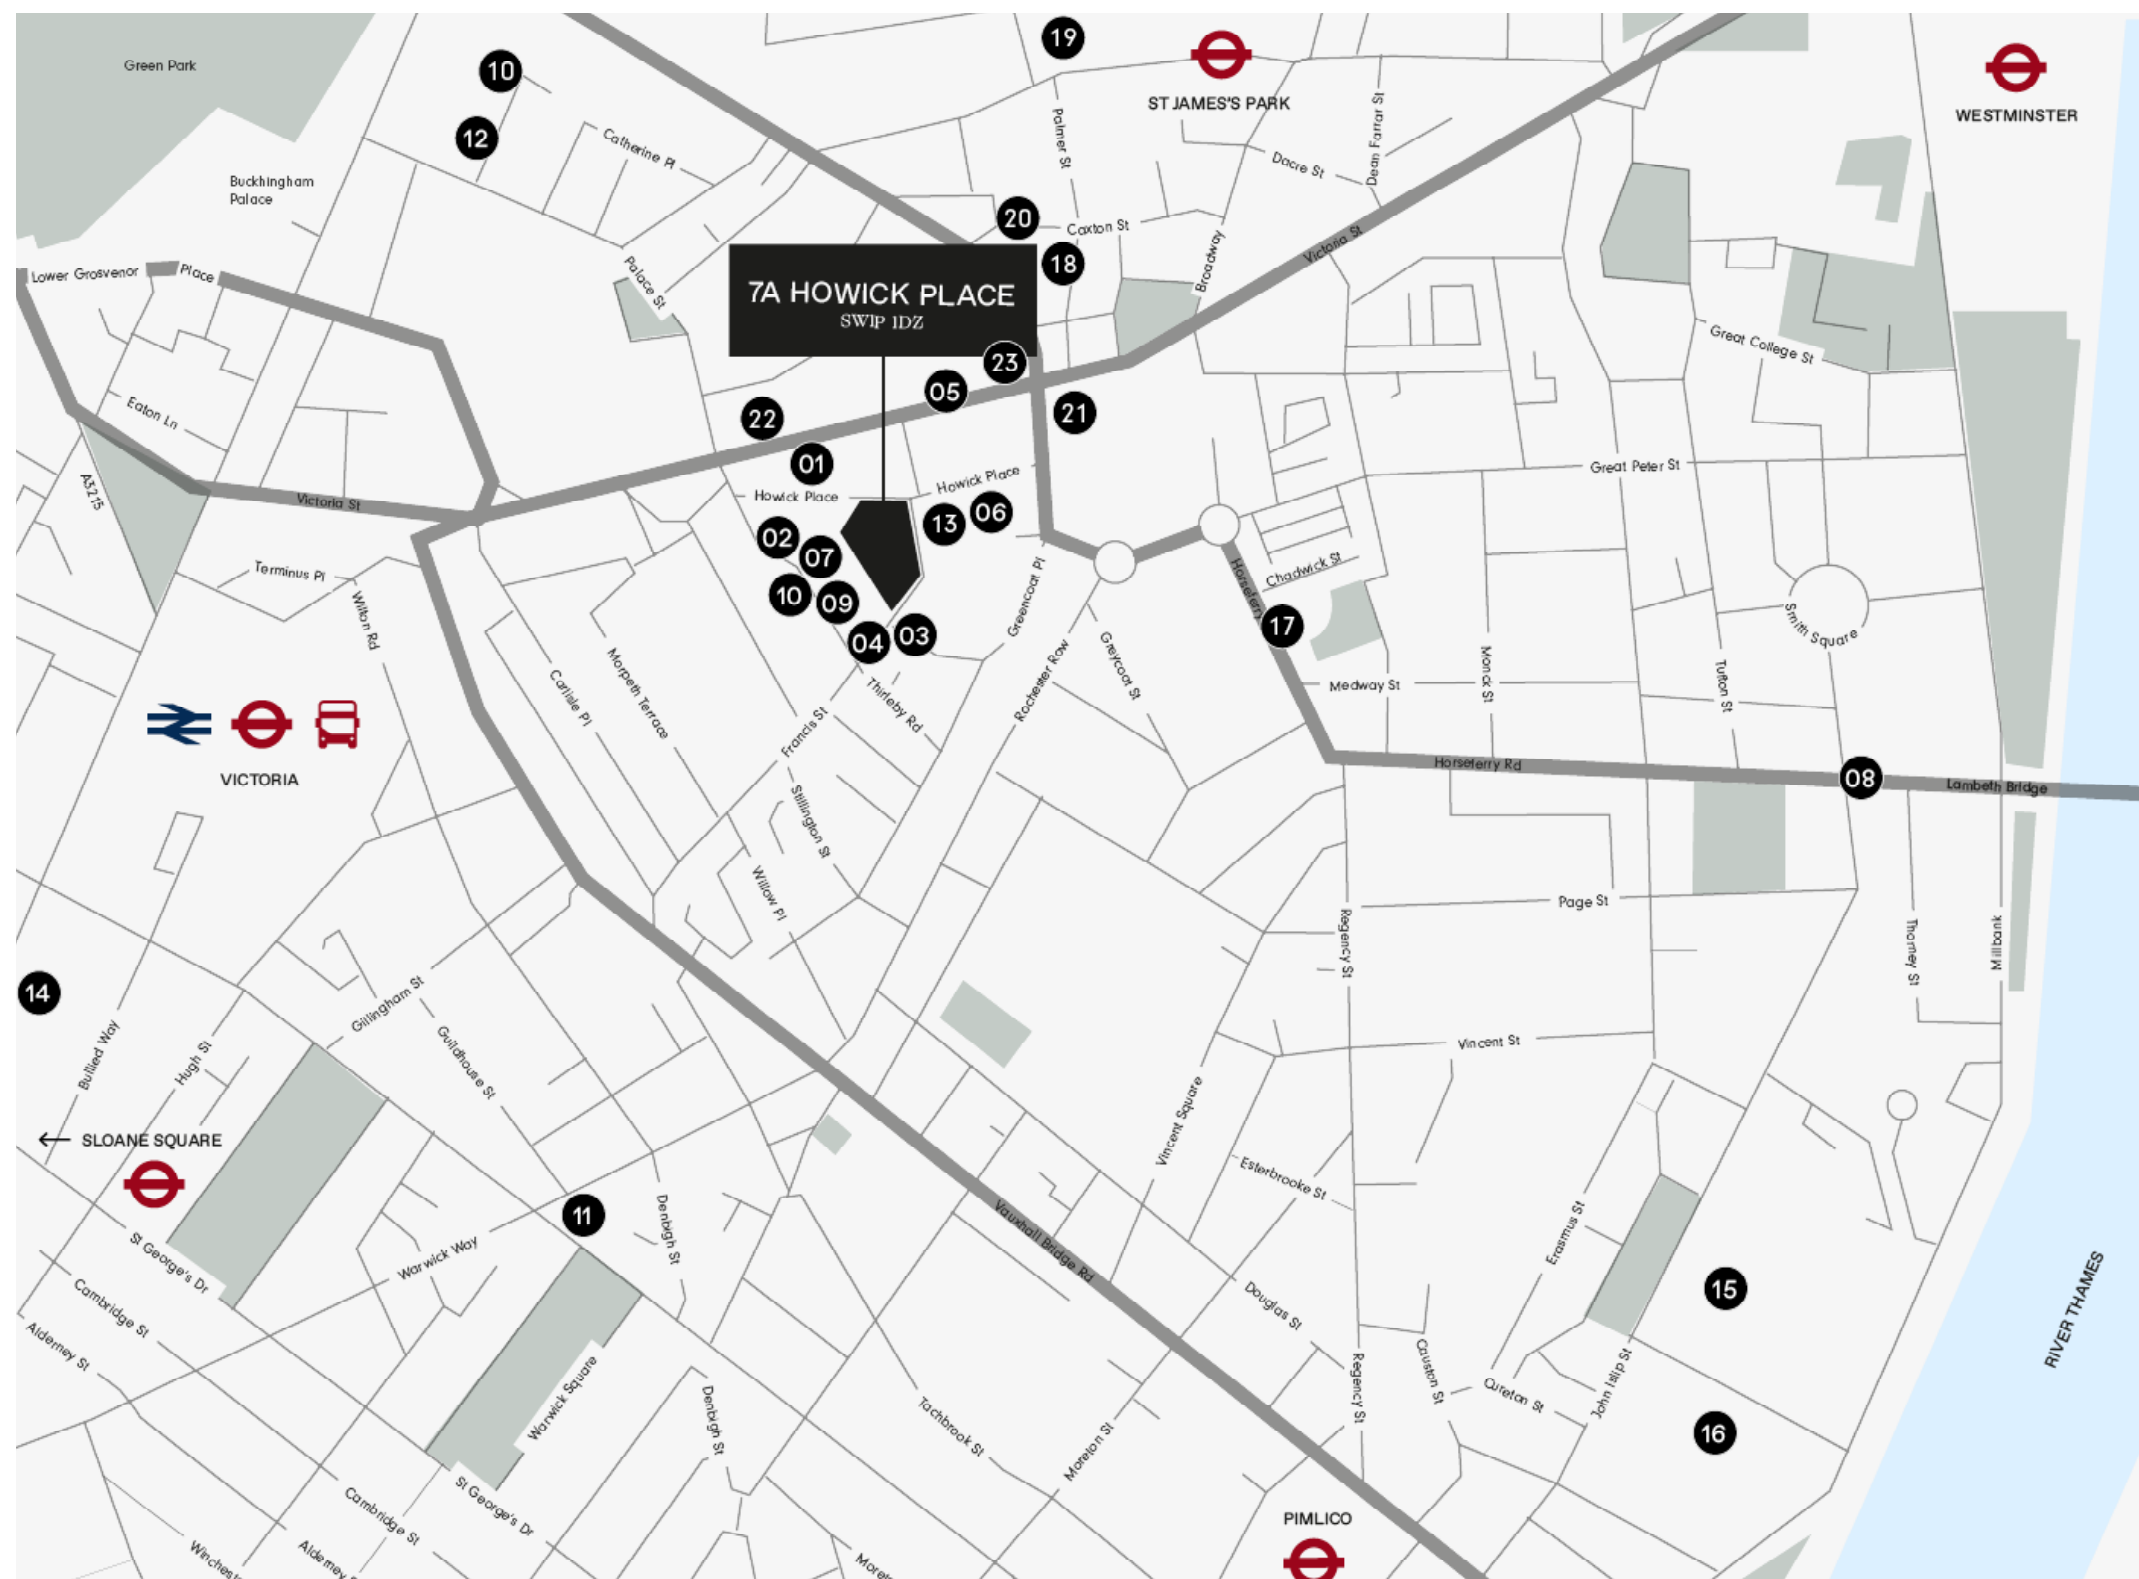 19
10
Green Park
ST JAMES'S PARK
WESTMINSTER
12
Catherine Pl
Palmer St
Dean Farrar St
Dacre St
Buckhingham
Palace
20
Caxton St
Broadway
Victoria St
18
Lower Grosvenor
Place
Palace St
7A HOWICK PLACE
SW1P 1DZ
Great College St
23
05
22
21
Eaton Ln
01
A3215
Victoria St
Howick Place
Howick Place
Great Peter St
13
06
02
07
Terminus Pl
Wilton Rd
10
09
Greencoat Pl
Horseferry
Chadwick St
Smith Square
17
04
03
Carlisle Pl
Morpeth Terrace
Thirleby Rd
Francis St
Rochester Row
Greycoat St
Medway St
Monck St
Tufton St
VICTORIA
Horseferry Rd
08
Lambeth Bridge
Stillington St
Willow Pl
Page St
Regency St
Thorney St
Millbank
14
Gillingham St
Bullied Way
Hugh St
Guildhouse St
Vincent St
Vincent Square
SLOANE SQUARE
Esterbrooke St
11
Denbigh St
St George's Dr
Warwick Way
Vauxhall Bridge Rd
Erasmus St
15
Cambridge St
Alderney St
Douglas St
RIVER THAMES
Warwick Square
Denbigh St
Tachbrook St
Moreton St
Regency St
Causton St
Cureton St
John Islip St
16
Cambridge St
St George's Dr
PIMLICO
Winchest
Alderney
Moret